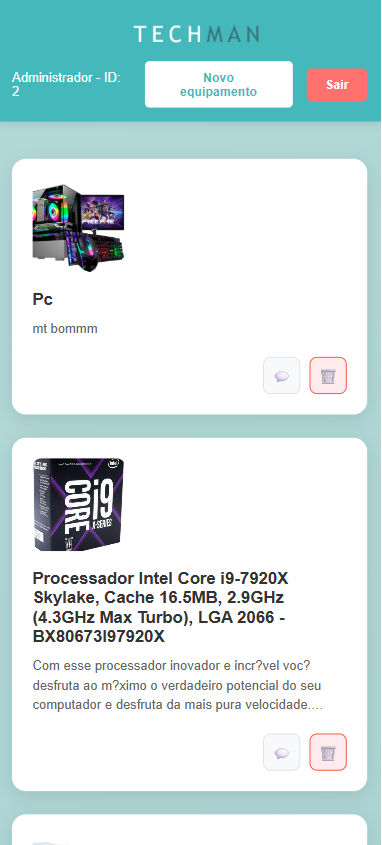 TECHMAN
Administrador - ID:
2
Novo
equipamento
Sair
Pc
mt bommm
CORE i9
X-SERIES
Processador Intel Core i9-7920X
Skylake, Cache 16.5MB, 2.9GHz
(4.3GHz Max Turbo), LGA 2066 -
BX80673I97920X
Com esse processador inovador e incr?vel voc?
desfruta ao m?ximo o verdadeiro potencial do seu
computador e desfruta da mais pura velocidade....